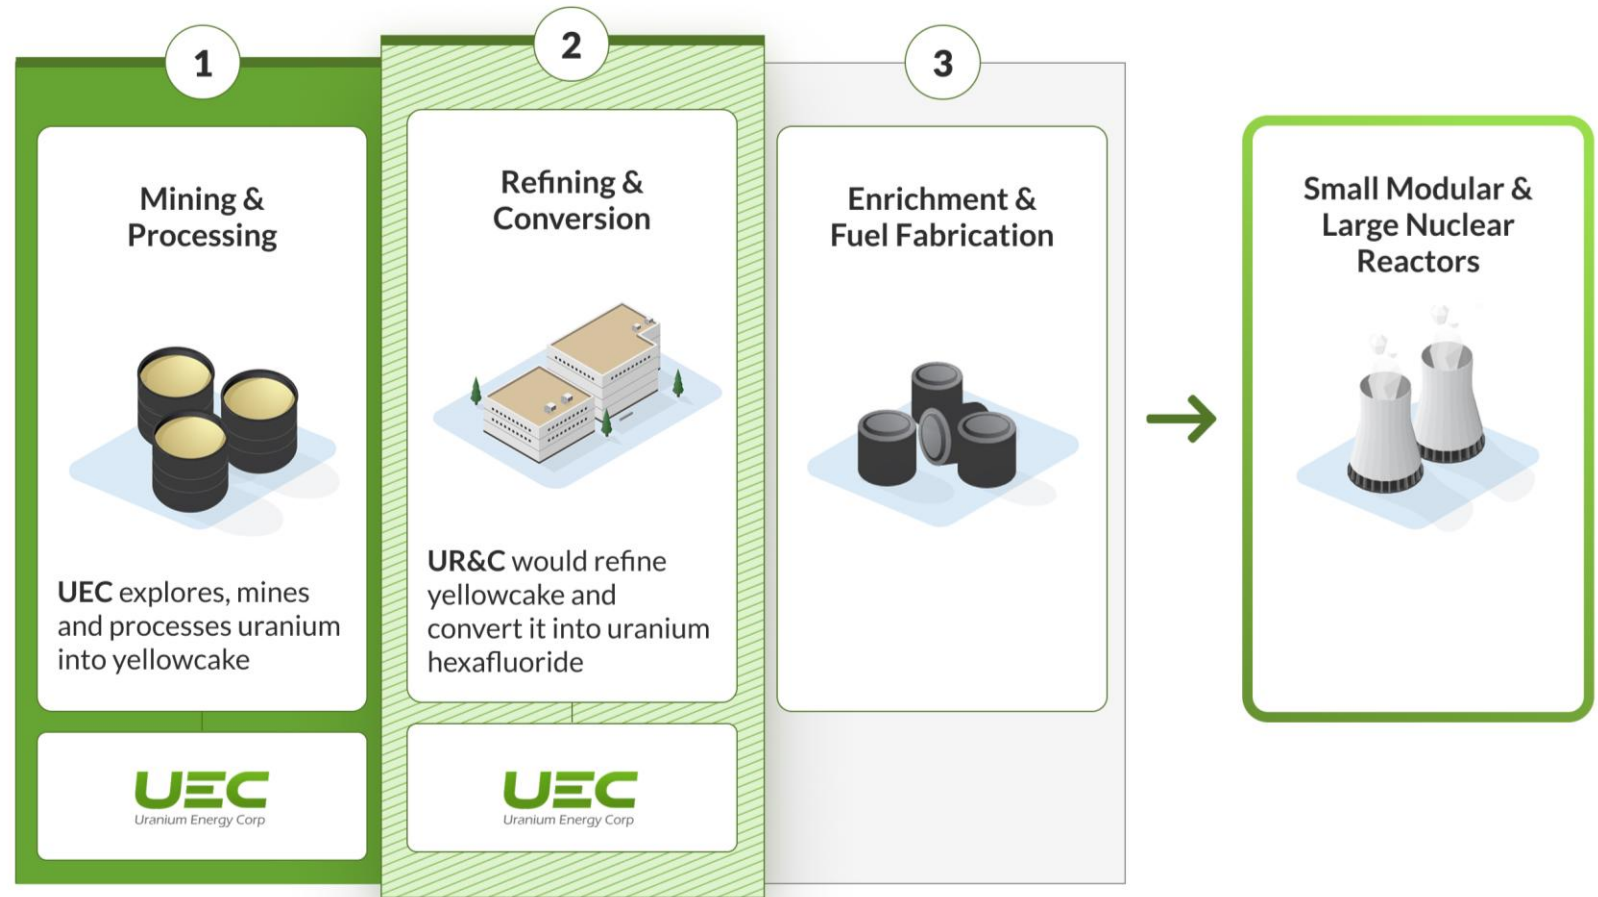 1
Mining &
Processing
UEC explores, mines
and processes uranium
into yellowcake
UEC
Uranium Energy Corp
2
Refining &
Conversion
UR&C would refine
yellowcake and
convert it into uranium
hexafluoride
UEC
Uranium Energy Corp
3
Enrichment &
Fuel Fabrication
Small Modular &
Large Nuclear
Reactors